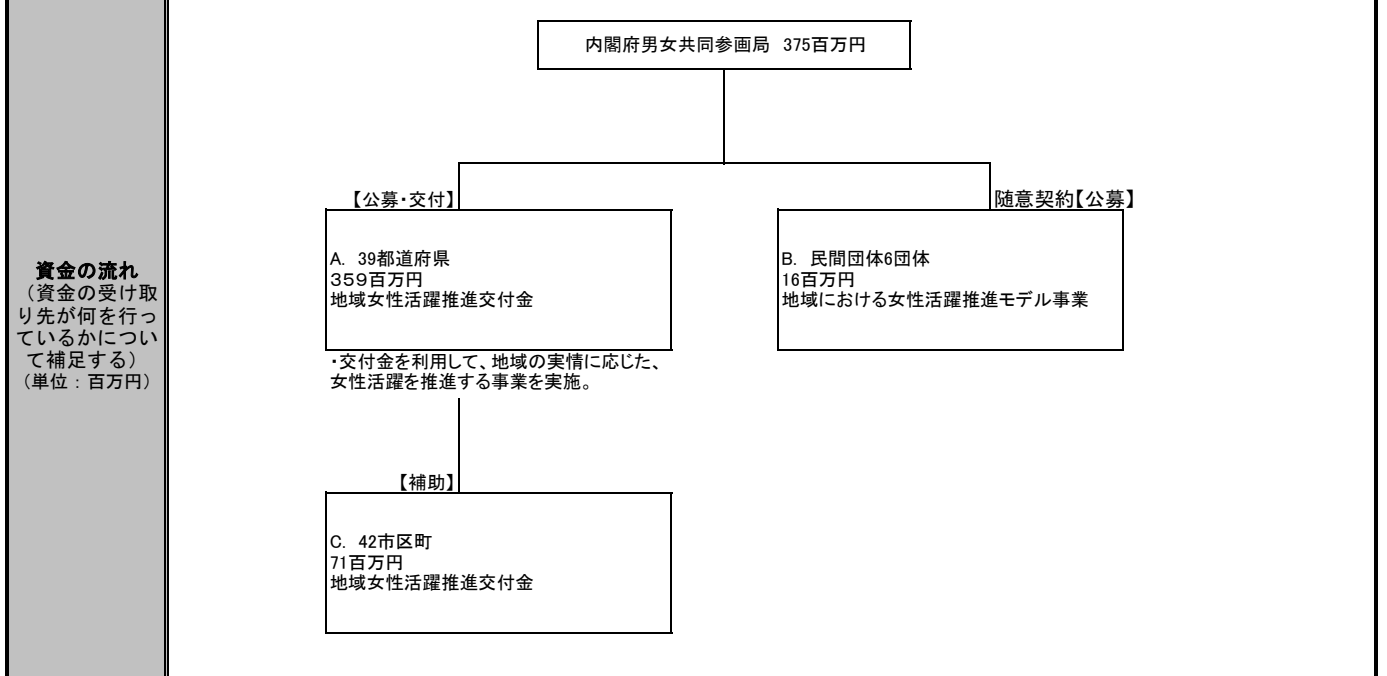 資金の流れ
（資金の受け取
り先が何を行っ
ているかについ
て補足する）
（単位：百万円）
内閣府男女共同参画局　375百万円
【公募・交付】
随意契約【公募】
A.　39都道府県
３５９百万円
地域女性活躍推進交付金
B.　民間団体6団体
16百万円
地域における女性活躍推進モデル事業
・交付金を利用して、地域の実情に応じた、
女性活躍を推進する事業を実施。
【補助】
C.　42市区町
71百万円
地域女性活躍推進交付金